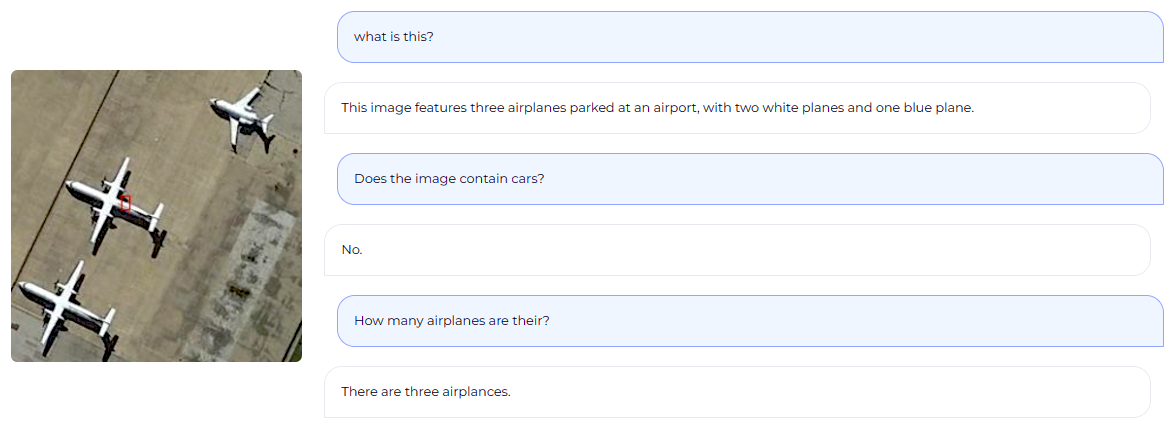 what is this?
This image features three airplanes parked at an airport, with two white planes and one blue plane.
Does the image contain cars?
No.
How many airplanes are their?
There are three airplances.